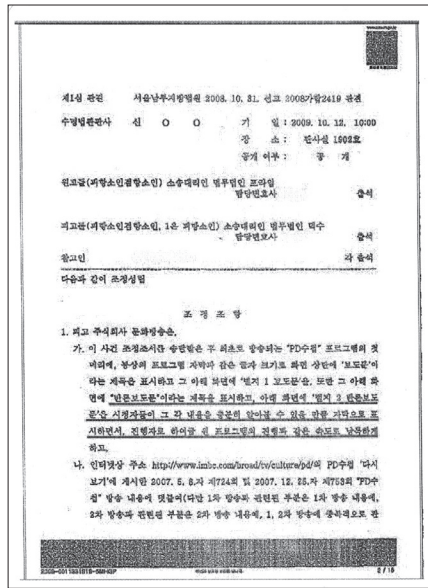 제1심 판결 서울남부지방법원 2008. 10. 31. 선고 2008가합2419 판결
수명법관판사 신 O O 기 일 : 2009. 10. 12. 10:00
장 소 : 판사실 1902호
공개 여부 : 공 개
원고들(피항소인겸항소인) 소송대리인 법무법인
담당변호사 출석
피고들(피항소인겸항소인, 1은 피항소인) 소송대리인 법무법인 덕수
담당변호사 출석
참고인 각 출석
다음과 같이 조정성립
조 정 조 항
1. 피고 주식회사 문화방송은,
가. 이 사건 조정조서를 송달받은 후 최초로 방송되는 "PD수첩" 프로그램의 첫
머리에, 통상의 프로그램 자막과 같은 글자 크기로 화면 상단에 '보도문'이
라는 제목을 표시하고 그 아래 화면에 '별지 1 보도문'을, 또한 그 아래 화
면에 "반론보도문"이라는 제목을 표시하고, 아래 화면에 '별지 2 반론보도
문'을 시청자들이 그 각 내용을 충분히 알아볼 수 있을 만큼 자막으로 표
시하면서, 진행자로 하여금 위 프로그램의 진행과 같은 속도로 낭독하게
하고,
나. 인터넷상 주소 http://www.imbc.com/broad/tv/culture/pd/의 PD수첩 '다시
보기'에 게시한 2007. 5. 8.자 제724회 및 2007. 12. 25.자 제753회 "PD수
첩" 방송 내용에 덧붙여(다만 1차 방송과 관련된 부분은 1차 방송 내용에,
2차 방송과 관련된 부분은 2차 방송 내용에, 1, 2차 방송에 중복적으로 관
2 / 15